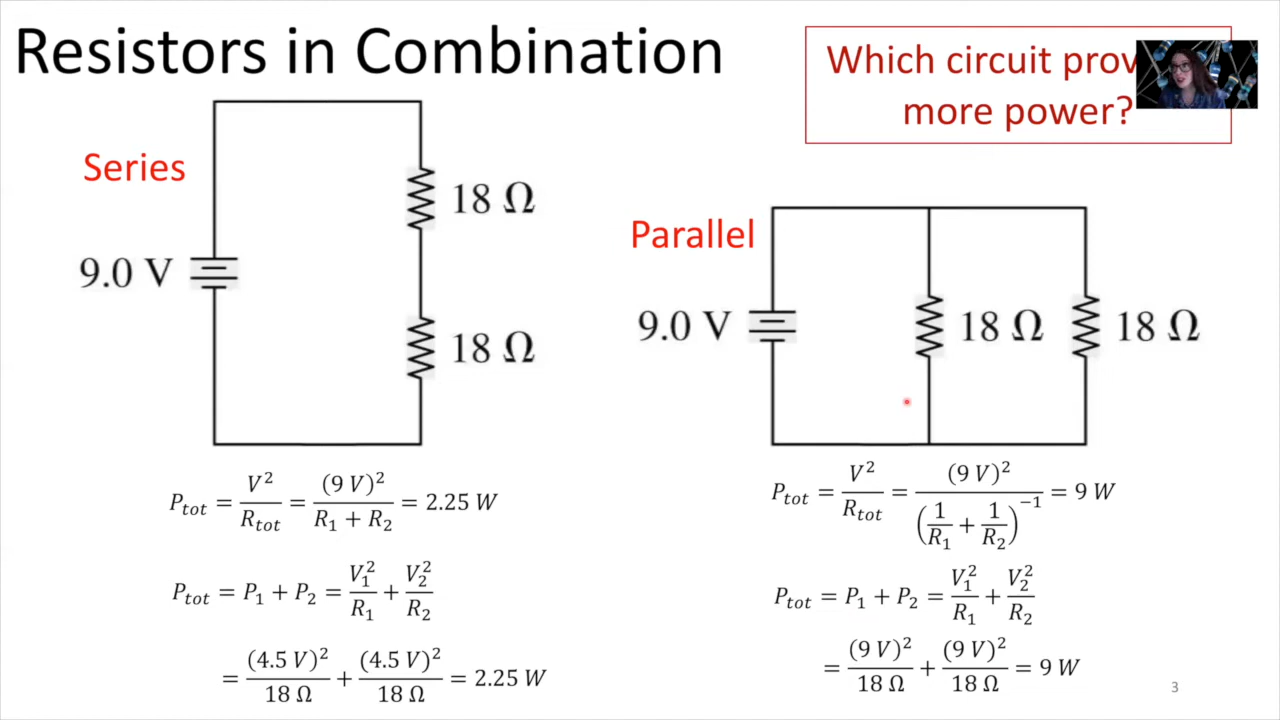 Resistors in Combination
Which circuit
more power?
Series
18 Ω
9.0 V
18 Ω
Parallel
9.0 V
18 Ω
18 Ω
P_tot = V²/R_tot = (9 V)²/(R₁ + R₂) = 2.25 W
P_tot = P₁ + P₂ = V₁²/R₁ + V₂²/R₂
= (4.5 V)²/18 Ω + (4.5 V)²/18 Ω = 2.25 W
P_tot = V²/R_tot = (9 V)²/(1/R₁ + 1/R₂)⁻¹ = 9 W
P_tot = P₁ + P₂ = V₁²/R₁ + V₂²/R₂
= (9 V)²/18 Ω + (9 V)²/18 Ω = 9 W
3